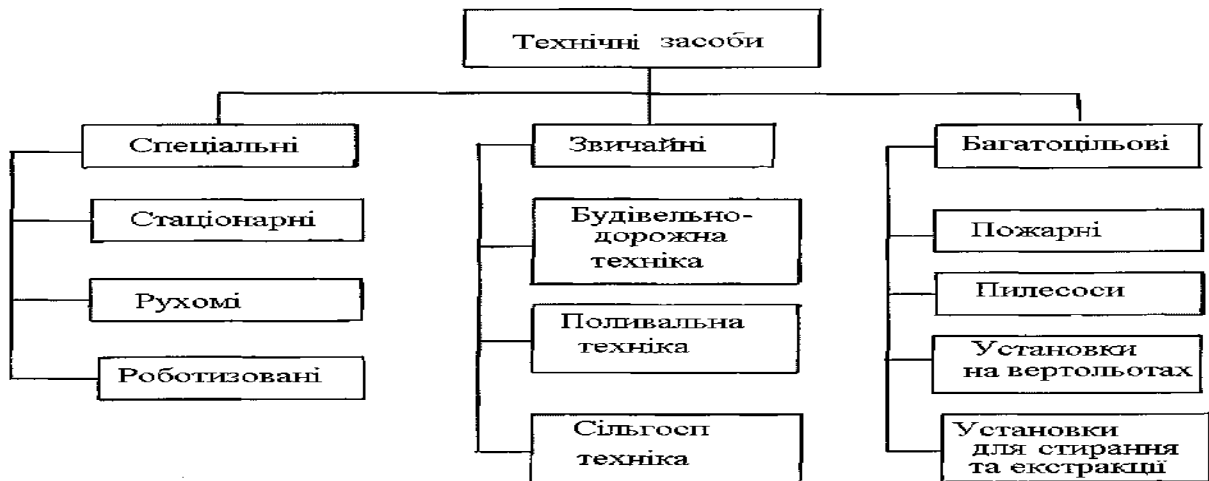 Технічні засоби
Спеціальні
Стаціонарні
Рухомі
Роботизовані
Звичайні
Будівельно-
дорожна
техніка
Поливальна
техніка
Сільгосп
техніка
Багатоцільові
Пожарні
Пилесоси
Установки
на вертольотах
Установки
для стирання
та екстракції